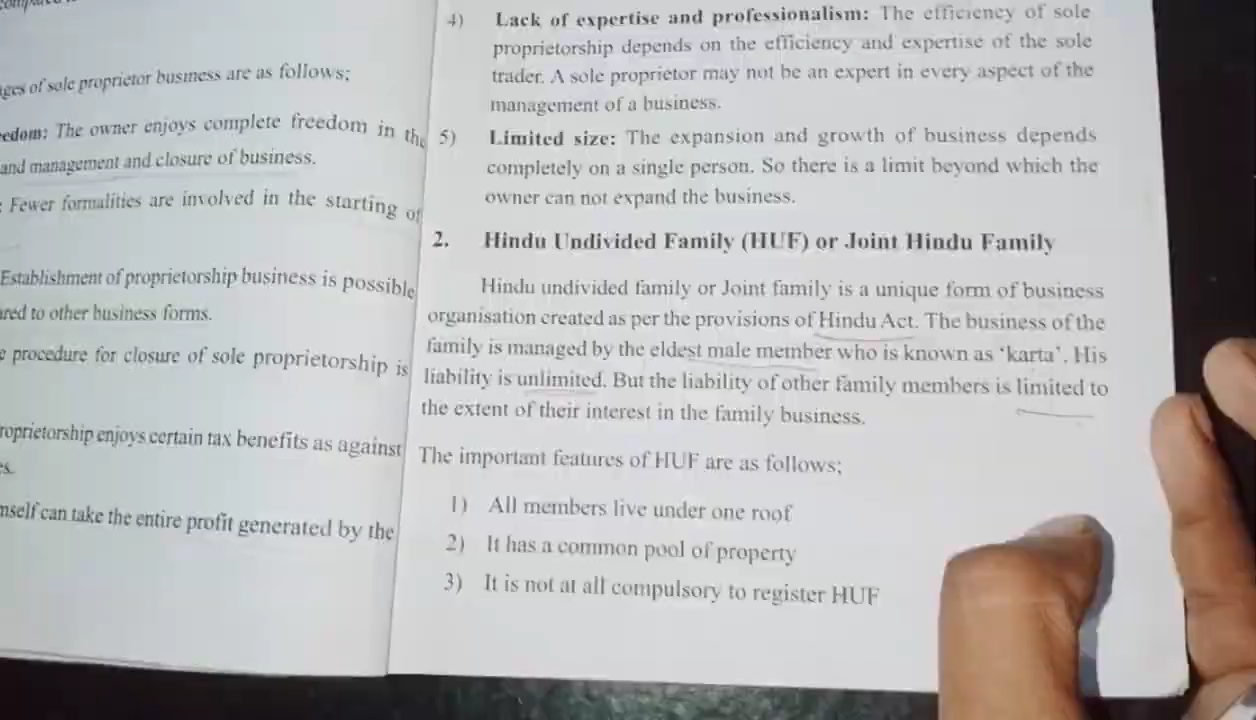 ges of sole proprietor business are as follows;
edom: The owner enjoys complete freedom in the
and management and closure of business.
: Fewer formalities are involved in the starting of
Establishment of proprietorship business is possible
red to other business forms.
e procedure for closure of sole proprietorship is
roprietorship enjoys certain tax benefits as against
es.
mself can take the entire profit generated by the
4) Lack of expertise and professionalism: The efficiency of sole
proprietorship depends on the efficiency and expertise of the sole
trader. A sole proprietor may not be an expert in every aspect of the
management of a business.
5) Limited size: The expansion and growth of business depends
completely on a single person. So there is a limit beyond which the
owner can not expand the business.
2. Hindu Undivided Family (HUF) or Joint Hindu Family
Hindu undivided family or Joint family is a unique form of business
organisation created as per the provisions of Hindu Act. The business of the
family is managed by the eldest male member who is known as ‘karta’. His
liability is unlimited. But the liability of other family members is limited to
the extent of their interest in the family business.
The important features of HUF are as follows;
1) All members live under one roof
2) It has a common pool of property
3) It is not at all compulsory to register HUF